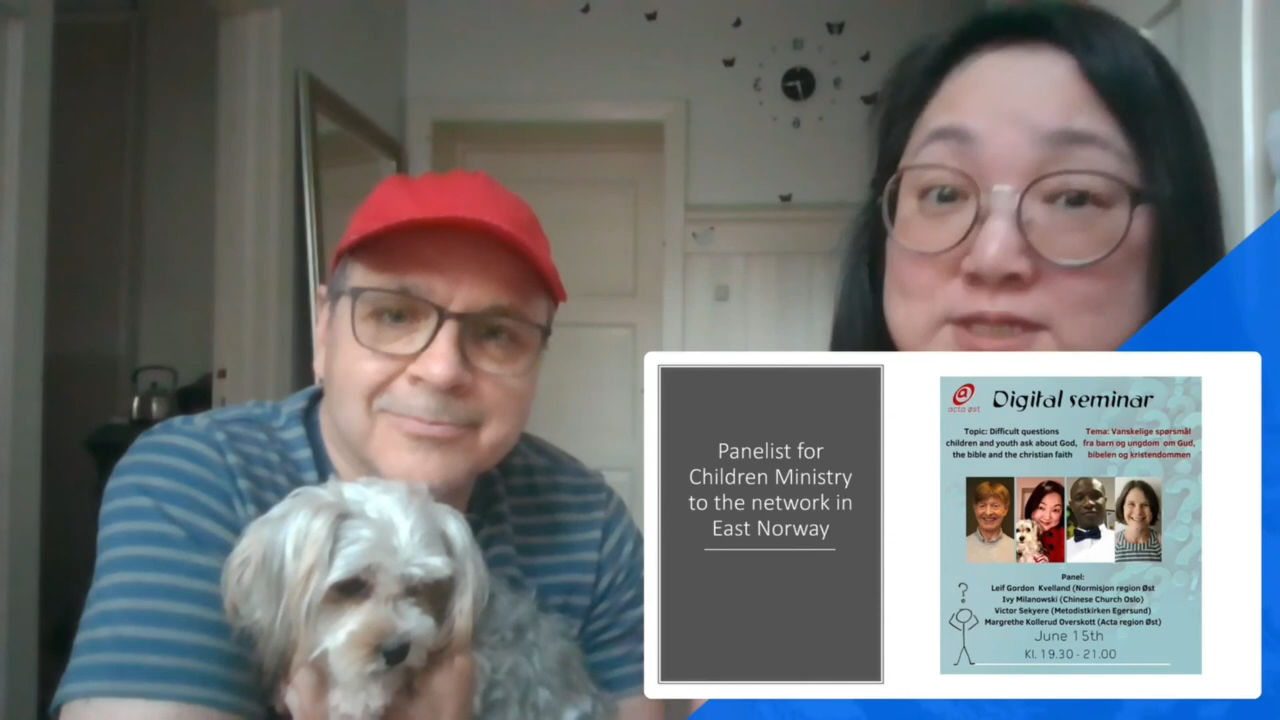 Panelist for
Children Ministry
to the network in
East Norway
acta øst
Digital seminar
Topic: Difficult questions
children and youth ask about God,
the bible and the christian faith
Tema: Vanskelige spørsmål
fra barn og ungdom om Gud,
bibelen og kristendommen
?
Panel:
Leif Gordon Kvelland (Normisjon region Øst
Ivy Milanowski (Chinese Church Oslo)
Victor Sekyere (Metodistkirken Egersund)
Margrethe Kollerud Overskott (Acta region Øst)
June 15th
Kl. 19.30 - 21.00